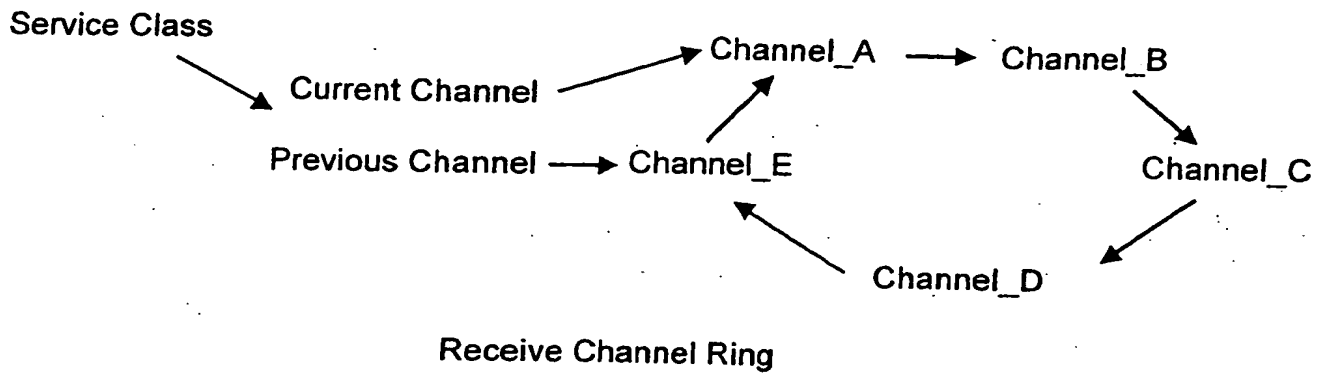 Service Class
Current Channel
Previous Channel
Channel_A
Channel_B
Channel_C
Channel_D
Channel_E
Receive Channel Ring